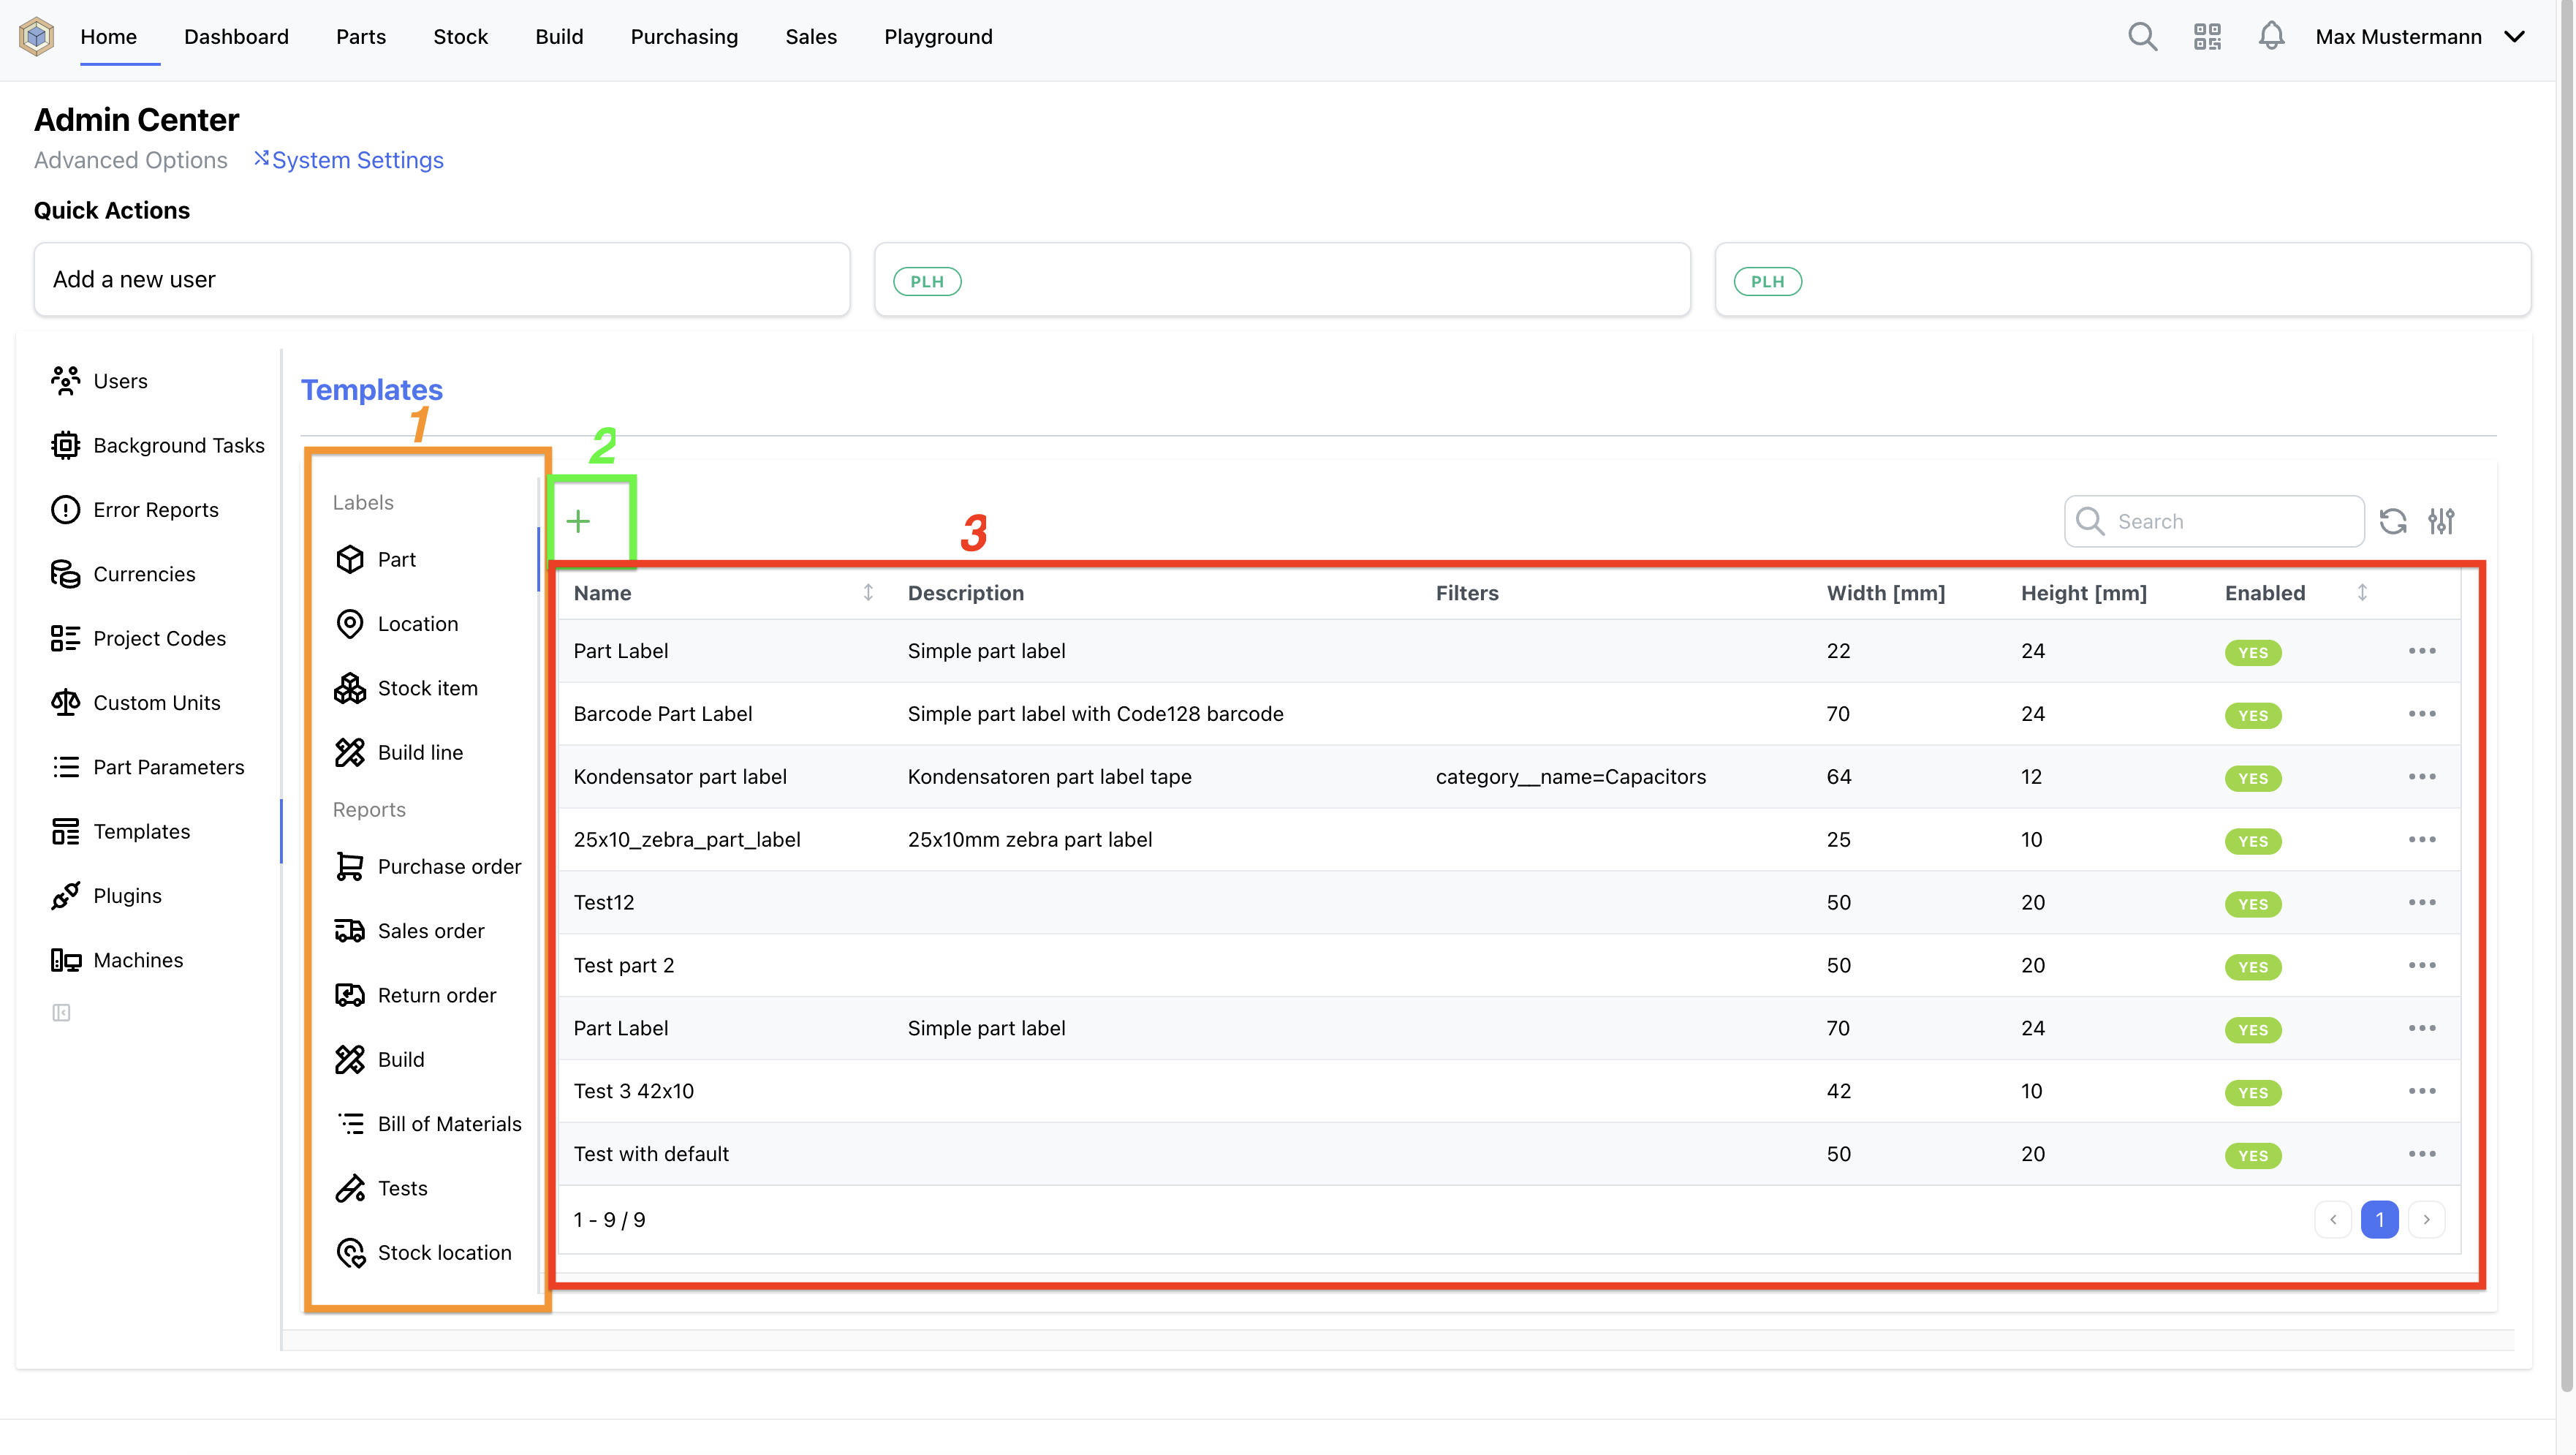 Home Dashboard Parts Stock Build Purchasing Sales Playground Max Mustermann
Admin Center
Advanced Options System Settings
Quick Actions
Add a new user PLH PLH
Users
Background Tasks
Error Reports
Currencies
Project Codes
Custom Units
Part Parameters
Templates
Plugins
Machines
Templates
1
2
3
Labels
Part
Location
Stock item
Build line
Reports
Purchase order
Sales order
Return order
Build
Bill of Materials
Tests
Stock location
Search
Name Description Filters Width [mm] Height [mm] Enabled
Part Label Simple part label 22 24 YES
Barcode Part Label Simple part label with Code128 barcode 70 24 YES
Kondensator part label Kondensatoren part label tape category__name=Capacitors 64 12 YES
25x10_zebra_part_label 25x10mm zebra part label 25 10 YES
Test12 50 20 YES
Test part 2 50 20 YES
Part Label Simple part label 70 24 YES
Test 3 42x10 42 10 YES
Test with default 50 20 YES
1 - 9 / 9 1